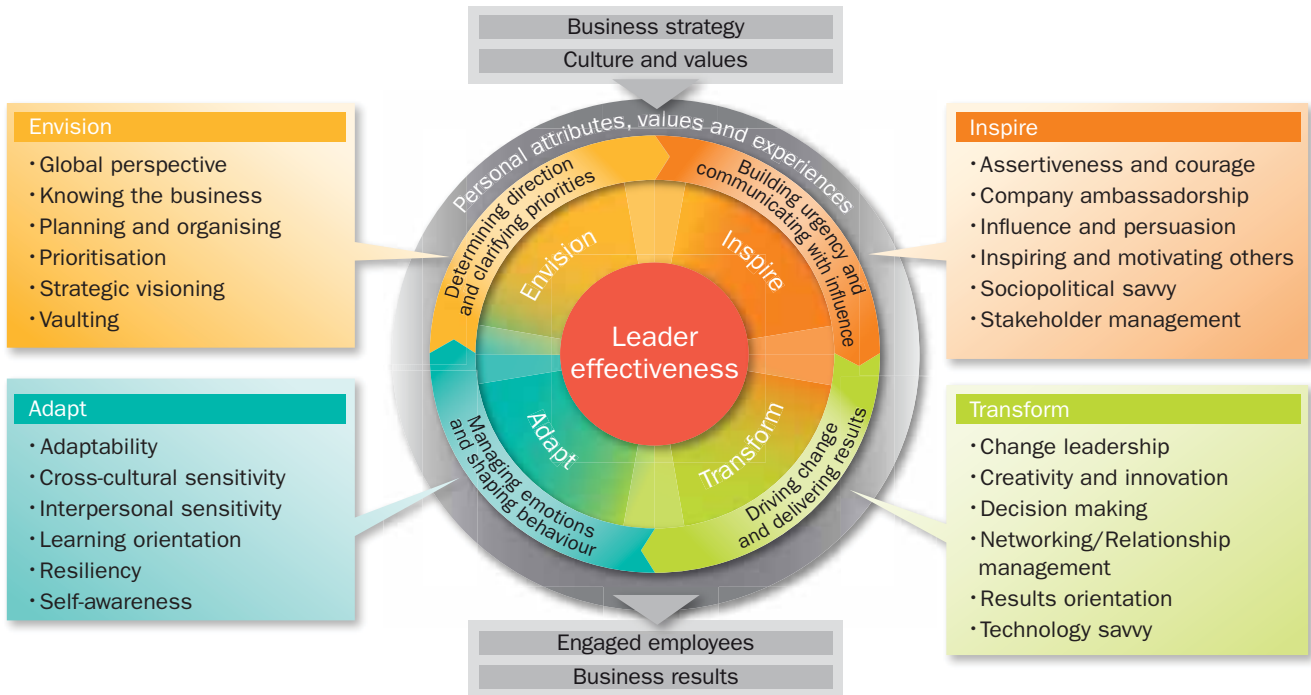 Business strategy
Culture and values
Envision
· Global perspective
· Knowing the business
· Planning and organising
· Prioritisation
· Strategic visioning
· Vaulting
Adapt
· Adaptability
· Cross-cultural sensitivity
· Interpersonal sensitivity
· Learning orientation
· Resiliency
· Self-awareness
Personal attributes, values and experiences
Determining direction
and clarifying priorities
Building urgency and
communicating with influence
Envision
Inspire
Leader
effectiveness
Adapt
Transform
Managing emotions
and shaping behaviour
Driving change
and delivering results
Inspire
· Assertiveness and courage
· Company ambassadorship
· Influence and persuasion
· Inspiring and motivating others
· Sociopolitical savvy
· Stakeholder management
Transform
· Change leadership
· Creativity and innovation
· Decision making
· Networking/Relationship
management
· Results orientation
· Technology savvy
Engaged employees
Business results